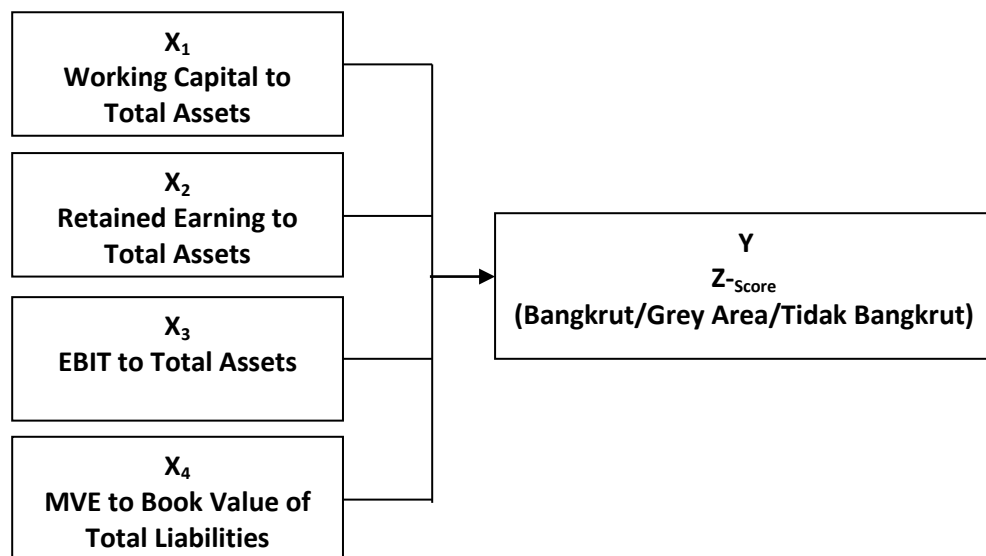 X₁
Working Capital to
Total Assets
X₂
Retained Earning to
Total Assets
X₃
EBIT to Total Assets
X₄
MVE to Book Value of
Total Liabilities
Y
Z-Score
(Bangkrut/Grey Area/Tidak Bangkrut)